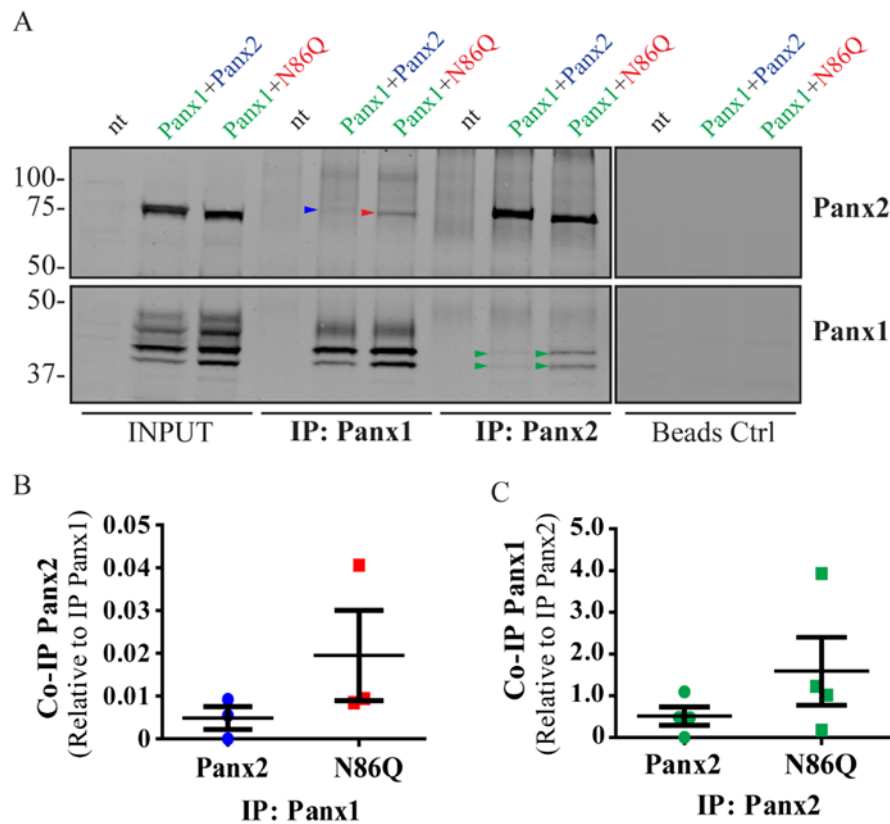 A
nt Panx1+Panx2 Panx1+N86Q nt Panx1+Panx2 Panx1+N86Q nt Panx1+Panx2 Panx1+N86Q nt Panx1+Panx2 Panx1+N86Q
100-
75-
50-
Panx2
50-
37-
Panx1
INPUT IP: Panx1 IP: Panx2 Beads Ctrl
B
Co-IP Panx2
(Relative to IP Panx1)
0.05
0.04
0.03
0.02
0.01
0
Panx2 N86Q
IP: Panx1
C
Co-IP Panx1
(Relative to IP Panx2)
5.0
4.0
3.0
2.0
1.0
0
Panx2 N86Q
IP: Panx2